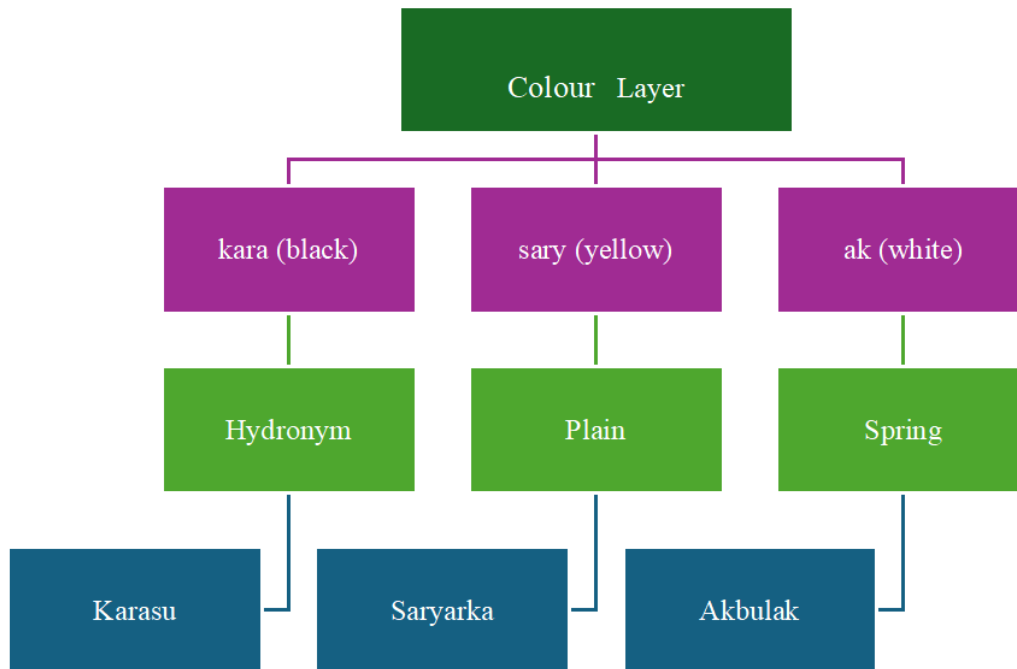 Colour Layer
kara (black)
sary (yellow)
ak (white)
Hydronym
Plain
Spring
Karasu
Saryarka
Akbulak